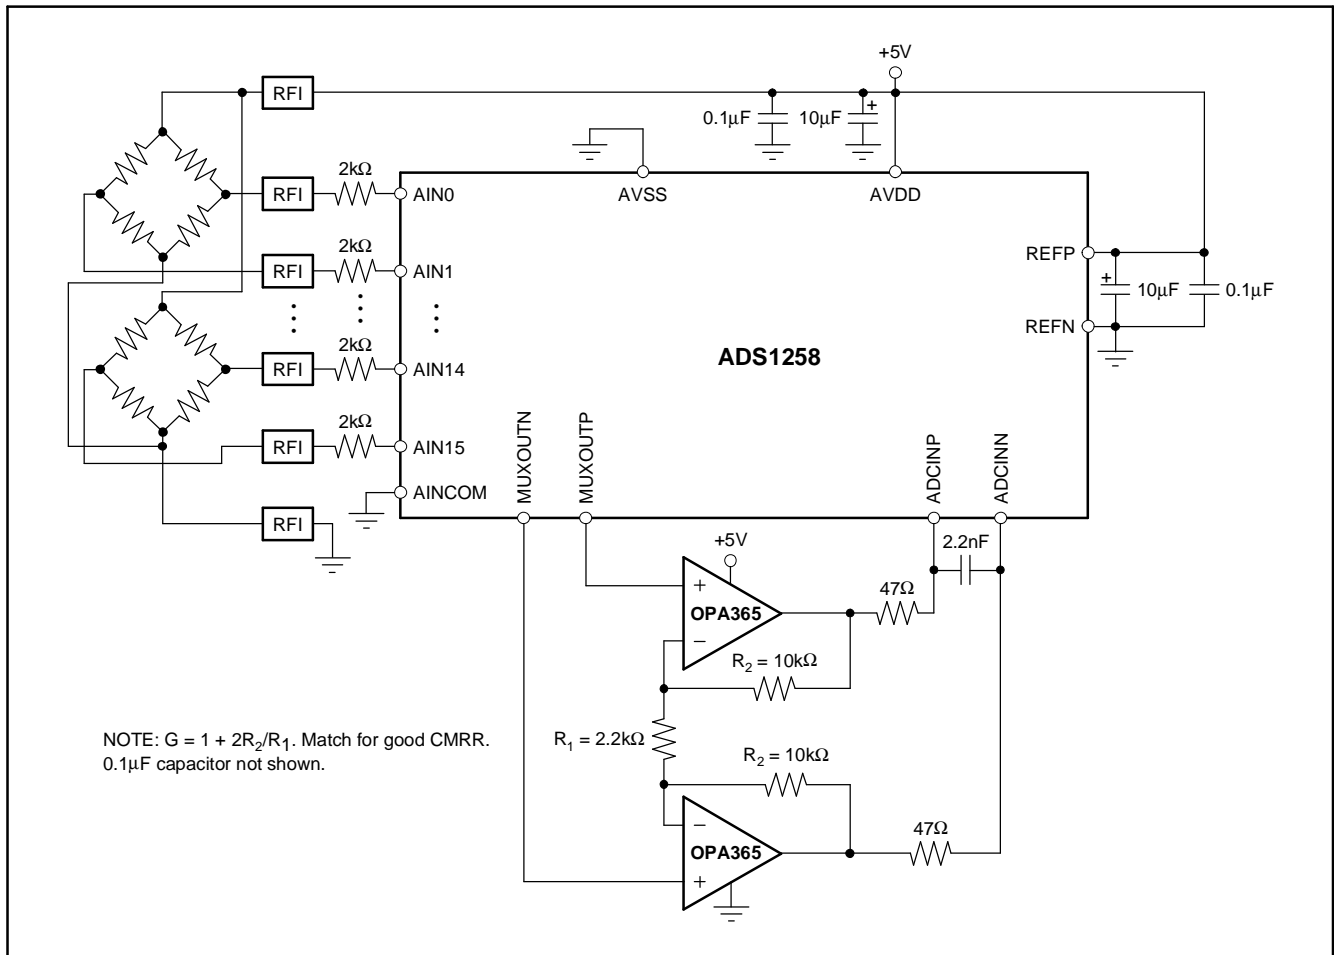 +5V
RFI
0.1μF
10μF
+
2kΩ
RFI
AIN0
AVSS
AVDD
2kΩ
RFI
AIN1
REFP
+
10μF
0.1μF
REFN
2kΩ
RFI
AIN14
ADS1258
2kΩ
RFI
AIN15
MUXOUTN
MUXOUTP
ADCINP
ADCINN
AINCOM
RFI
+5V
2.2nF
+
OPA365
−
47Ω
R2 = 10kΩ
R1 = 2.2kΩ
R2 = 10kΩ
NOTE: G = 1 + 2R2/R1. Match for good CMRR.
0.1μF capacitor not shown.
−
OPA365
+
47Ω